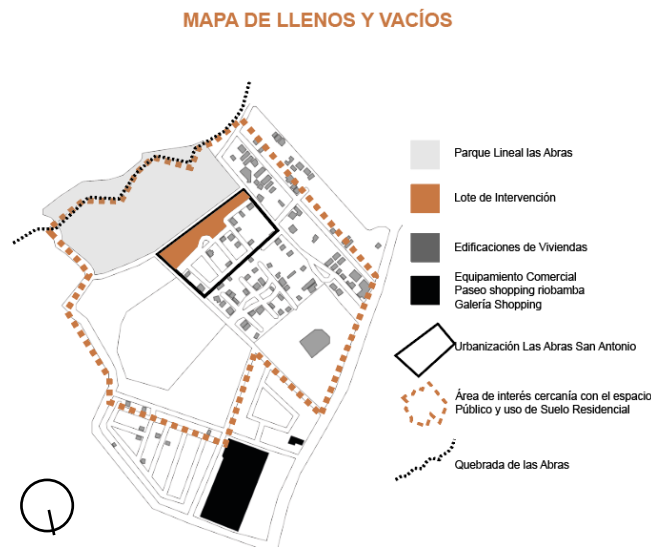 MAPA DE LLENOS Y VACÍOS
Parque Lineal las Abras
Lote de Intervención
Edificaciones de Viviendas
Equipamiento Comercial
Paseo shopping riobamba
Galería Shopping
Urbanización Las Abras San Antonio
Área de interés cercanía con el espacio
Público y uso de Suelo Residencial
Quebrada de las Abras